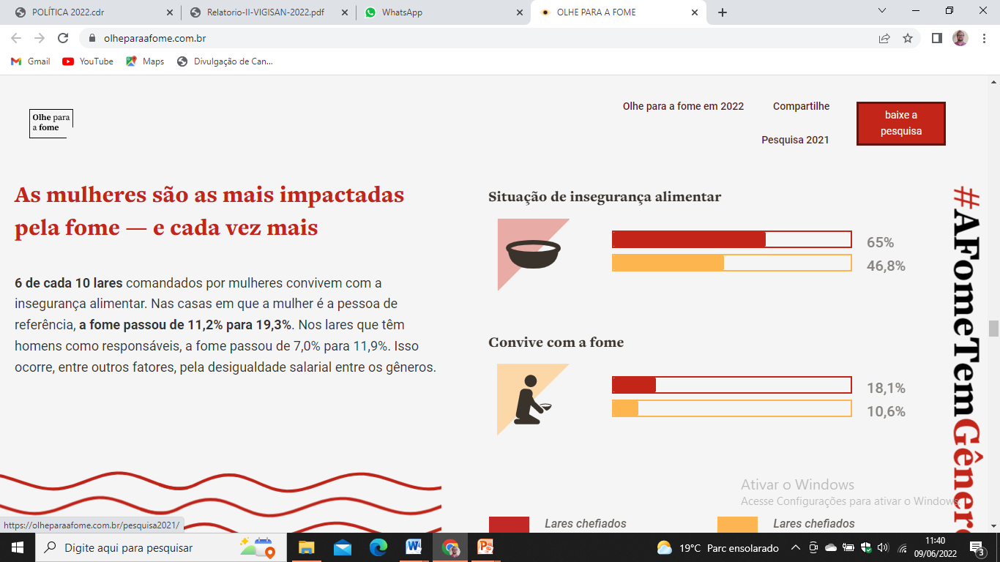 POLÍTICA 2022.cdr
Relatorio-II-VIGISAN-2022.pdf
WhatsApp
OLHE PARA A FOME
olheparaafome.com.br
Gmail
YouTube
Maps
Divulgação de Can...
Olhe para
a fome
Olhe para a fome em 2022
Compartilhe
Pesquisa 2021
baixe a
pesquisa
As mulheres são as mais impactadas
pela fome — e cada vez mais
6 de cada 10 lares comandados por mulheres convivem com a
insegurança alimentar. Nas casas em que a mulher é a pessoa de
referência, a fome passou de 11,2% para 19,3%. Nos lares que têm
homens como responsáveis, a fome passou de 7,0% para 11,9%. Isso
ocorre, entre outros fatores, pela desigualdade salarial entre os gêneros.
Situação de insegurança alimentar
65%
46,8%
Convive com a fome
18,1%
10,6%
Lares chefiados
Lares chefiados
#AFomeTemGênero
Ativar o Windows
Acesse Configurações para ativar o Windows.
https://olheparaafome.com.br/pesquisa2021/
Digite aqui para pesquisar
19°C Parc ensolarado
11:40
09/06/2022
3